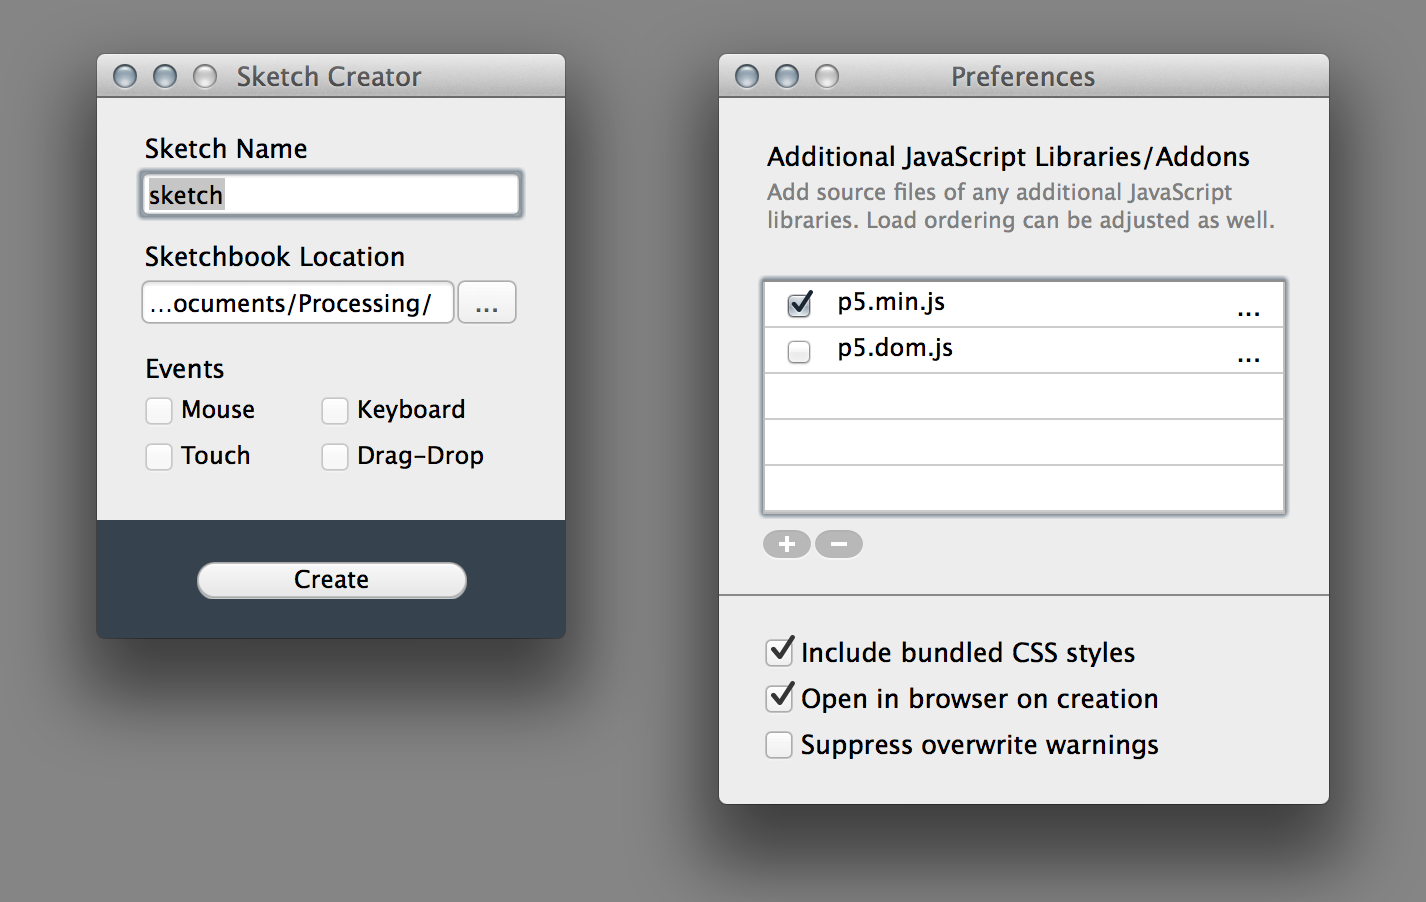 Sketch Creator
Sketch Name
sketch
Sketchbook Location
...ocuments/Processing/ ...
Events
Mouse Keyboard
Touch Drag-Drop
Create
Preferences
Additional JavaScript Libraries/Addons
Add source files of any additional JavaScript
libraries. Load ordering can be adjusted as well.
p5.min.js ...
p5.dom.js ...
Include bundled CSS styles
Open in browser on creation
Suppress overwrite warnings